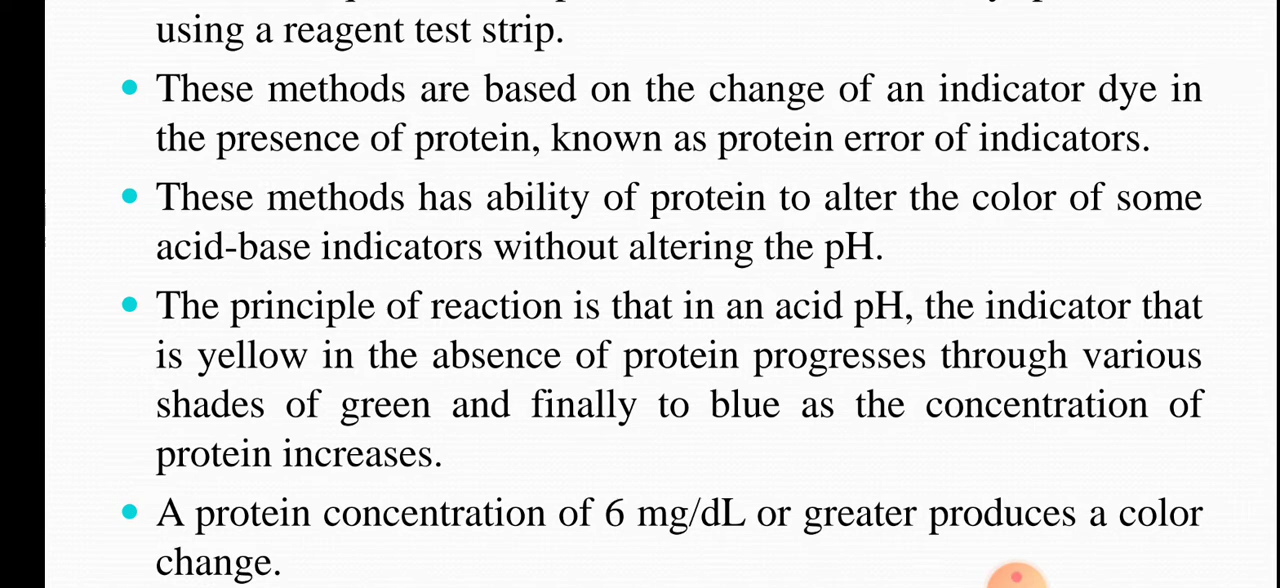 using a reagent test strip.
These methods are based on the change of an indicator dye in
the presence of protein, known as protein error of indicators.
These methods has ability of protein to alter the color of some
acid-base indicators without altering the pH.
The principle of reaction is that in an acid pH, the indicator that
is yellow in the absence of protein progresses through various
shades of green and finally to blue as the concentration of
protein increases.
A protein concentration of 6 mg/dL or greater produces a color
change.